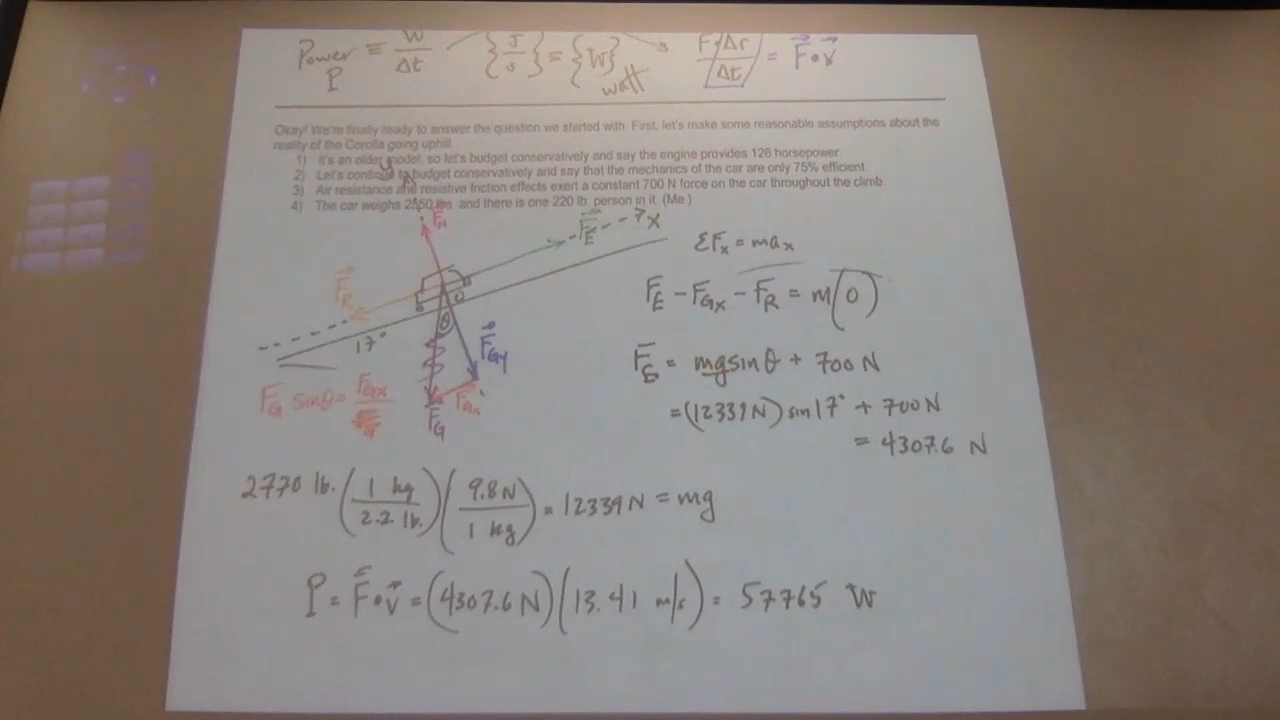 Power ≡ W/Δt {J/s} = {W} F·Δr/Δt = F⃗•v⃗
P watt
Okay! We're finally ready to answer the question we started with. First, let's make some reasonable assumptions about the
reality of the Corolla going uphill.
1) It's an older model, so let's budget conservatively and say the engine provides 126 horsepower.
2) Let's continue to budget conservatively and say that the mechanics of the car are only 75% efficient.
3) Air resistance and resistive friction effects exert a constant 700 N force on the car throughout the climb.
4) The car weighs 2550 lbs. and there is one 220 lb. person in it. (Me.)
F⃗N
F⃗E
x
ΣFx = max
F⃗R
FE - FGx - FR = m(0)
17°
θ
F⃗Gy
FE = mg sinθ + 700 N
FG sinθ = FGx
FGx
F⃗G
= (12339 N) sin 17° + 700 N
= 4307.6 N
2770 lb. (1 kg/2.2 lb.) (9.8 N/1 kg) = 12339 N = mg
P = F⃗•v⃗ = (4307.6 N)(13.41 m/s) = 57765 W